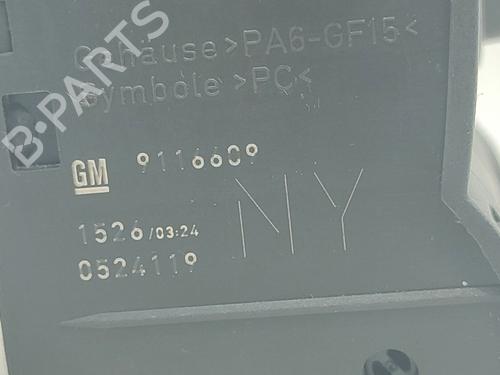 Gehäuse >PA6-GF15<
Symbole >PC<
GM 9116609
1526/03:24
0524119
NY
B-PARTS